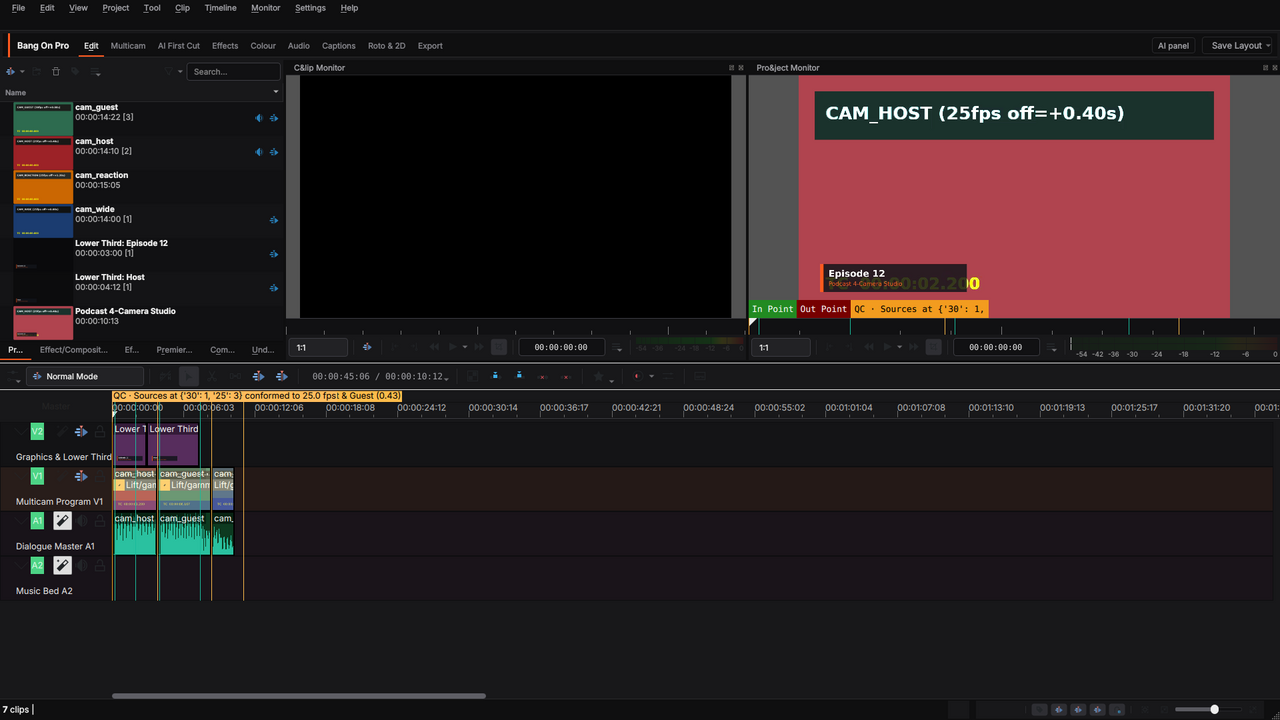 File Edit View Project Tool Clip Timeline Monitor Settings Help
Bang On Pro Edit Multicam AI First Cut Effects Colour Audio Captions Roto & 2D Export AI panel Save Layout
Search...
Name
cam_guest
00:00:14:22 [3]
cam_host
00:00:14:10 [2]
cam_reaction
00:00:15:05
cam_wide
00:00:14:00 [1]
Lower Third: Episode 12
00:00:03:00 [1]
Lower Third: Host
00:00:04:12 [1]
Podcast 4-Camera Studio
00:00:10:13
Pr... Effect/Composit... Ef... Premier... Com... Und...
C&lip Monitor
1:1 00:00:00:00
Pro&ject Monitor
CAM_HOST (25fps off=+0.40s)
Episode 12
Podcast 4-Camera Studio
:02.200
In Point Out Point QC · Sources at {'30': 1,
1:1 00:00:00:00
-54 -42 -36 -30 -24 -18 -12 -6 0
Normal Mode 00:00:45:06 / 00:00:10:12
QC · Sources at {'30': 1, '25': 3} conformed to 25.0 fps! & Guest (0.43)
Master
00:00:00:00 00:00:06:03 00:00:12:06 00:00:18:08 00:00:24:12 00:00:30:14 00:00:36:17 00:00:42:21 00:00:48:24 00:00:55:02 00:01:01:04 00:01:07:08 00:01:13:10 00:01:19:13 00:01:25:17 00:01:31:20 00:01:
V2 Lower T Lower Third
Graphics & Lower Third
V1 cam_host cam_guest cam_
Lift/gam Lift/gamm Lift/g
Multicam Program V1
A1 cam_host cam_guest cam_
Dialogue Master A1
A2
Music Bed A2
7 clips